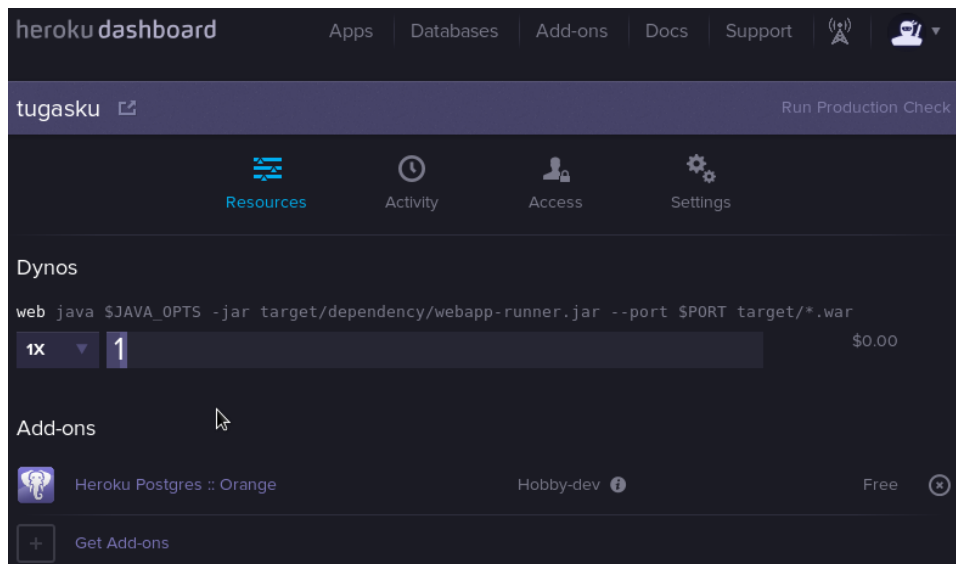 heroku dashboard Apps Databases Add-ons Docs Support
tugasku Run Production Check
Resources Activity Access Settings
Dynos
web java $JAVA_OPTS -jar target/dependency/webapp-runner.jar --port $PORT target/*.war
1X 1 $0.00
Add-ons
Heroku Postgres :: Orange Hobby-dev Free
Get Add-ons